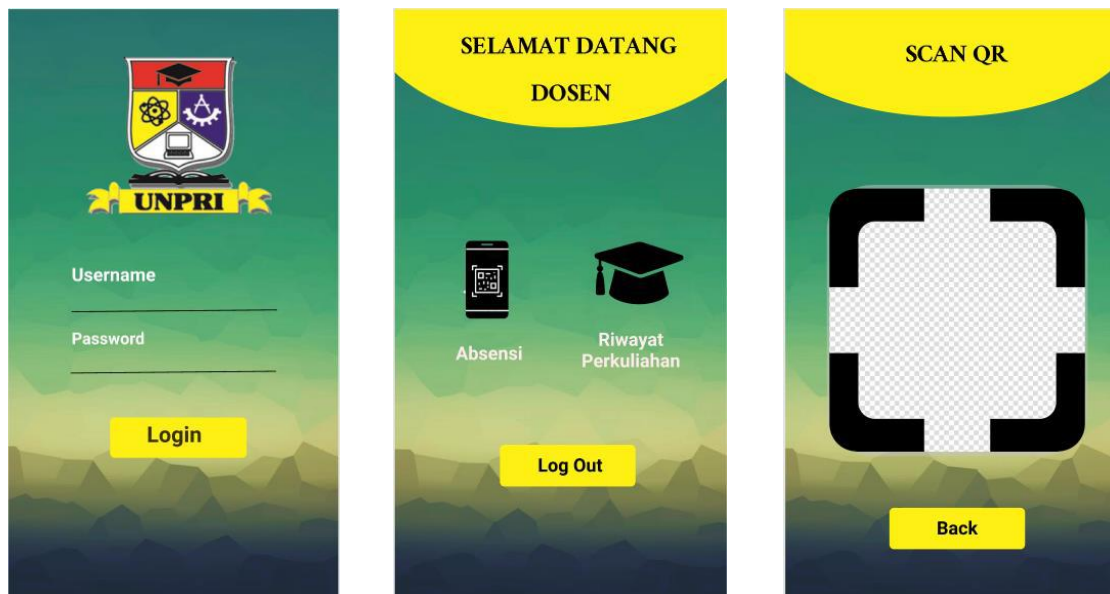 UNPRI
Username
Password
Login
SELAMAT DATANG
DOSEN
Absensi
Riwayat
Perkuliahan
Log Out
SCAN QR
Back